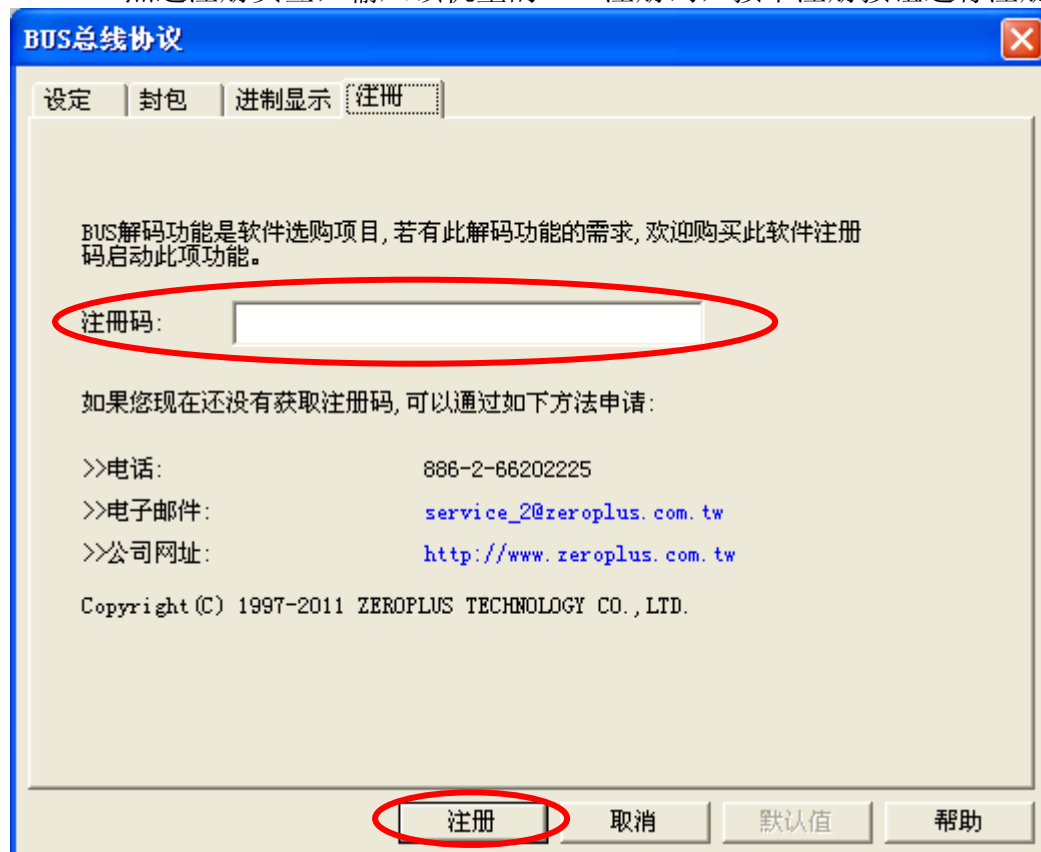 BUS总线协议
设定 封包 进制显示 注册
BUS解码功能是软件选购项目,若有此解码功能的需求,欢迎购买此软件注册
码启动此项功能。
注册码:
如果您现在还没有获取注册码,可以通过如下方法申请:
>>电话: 886-2-66202225
>>电子邮件: service_2@zeroplus.com.tw
>>公司网址: http://www.zeroplus.com.tw
Copyright(C) 1997-2011 ZEROPLUS TECHNOLOGY CO.,LTD.
注册 取消 默认值 帮助